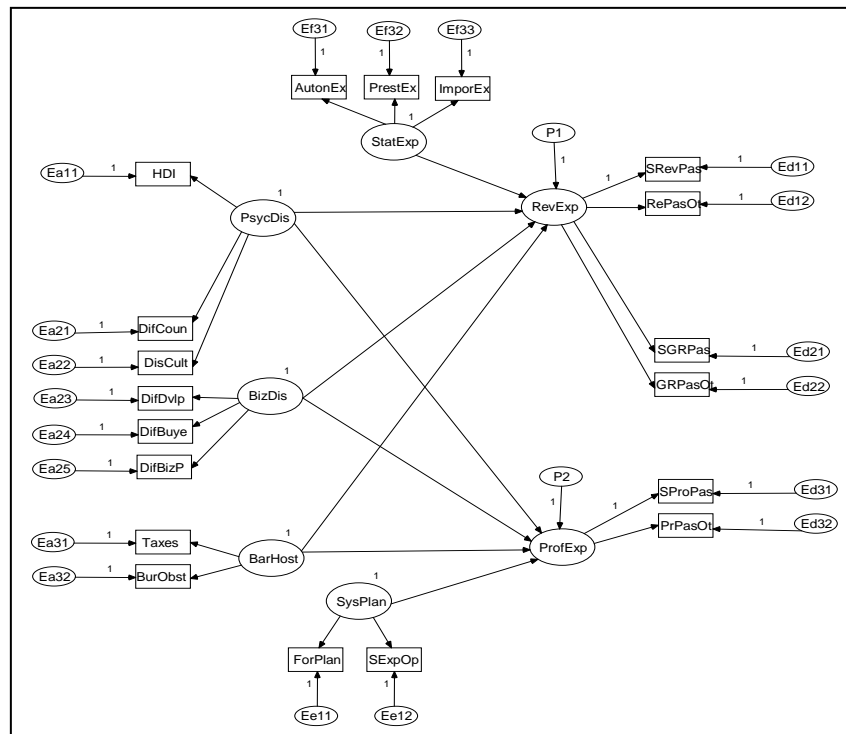 Ef31 Ef32 Ef33
1 1 1
AutonEx PrestEx ImporEx
1
StatExp
P1
1
Ea11 1 HDI
1 SRevPas 1 Ed11
1
PsycDis
RevExp
RePasOt 1 Ed12
Ea21 1 DifCoun
Ea22 1 DisCult
SGRPas 1 Ed21
1
Ea23 1 DifDvlp
BizDis
GRPasOt 1 Ed22
Ea24 1 DifBuye
Ea25 1 DifBizP
P2
1
1 SProPas 1 Ed31
Ea31 1 Taxes
1
BarHost
PrPasOt 1 Ed32
ProfExp
Ea32 1 BurObst
1
SysPlan
ForPlan SExpOp
1 1
Ee11 Ee12